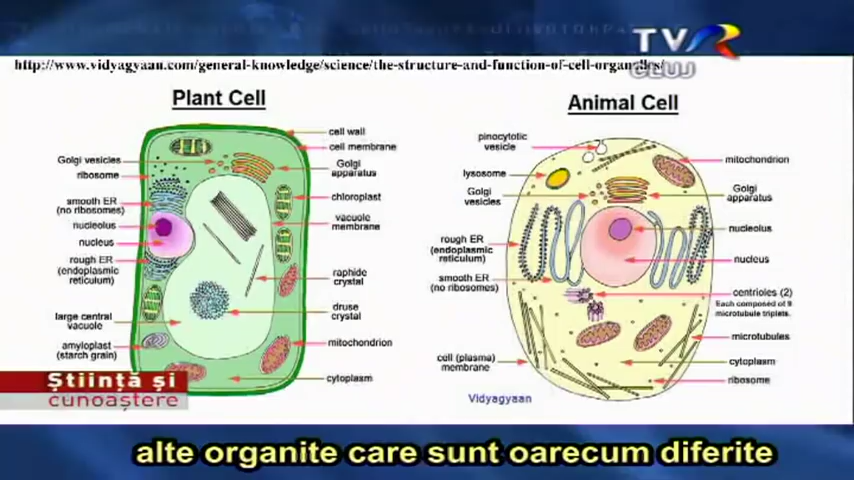 TVR
CLUJ
http://www.vidyagyaan.com/general-knowledge/science/the-structure-and-function-of-cell-organelles/
Plant Cell
cell wall
cell membrane
Golgi vesicles
Golgi
apparatus
ribosome
smooth ER
(no ribosomes)
chloroplast
nucleolus
vacuole
membrane
nucleus
rough ER
(endoplasmic
reticulum)
raphide
crystal
druse
crystal
large central
vacuole
amyloplast
(starch grain)
mitochondrion
cytoplasm
Animal Cell
pinocytotic
vesicle
mitochondrion
lysosome
Golgi
vesicles
Golgi
apparatus
nucleolus
rough ER
(endoplasmic
reticulum)
nucleus
smooth ER
(no ribosomes)
centrioles (2)
Each composed of 9
microtubule triplets.
microtubules
cell (plasma)
membrane
cytoplasm
ribosome
Vidyagyaan
Știință și
cunoaștere
alte organite care sunt oarecum diferite